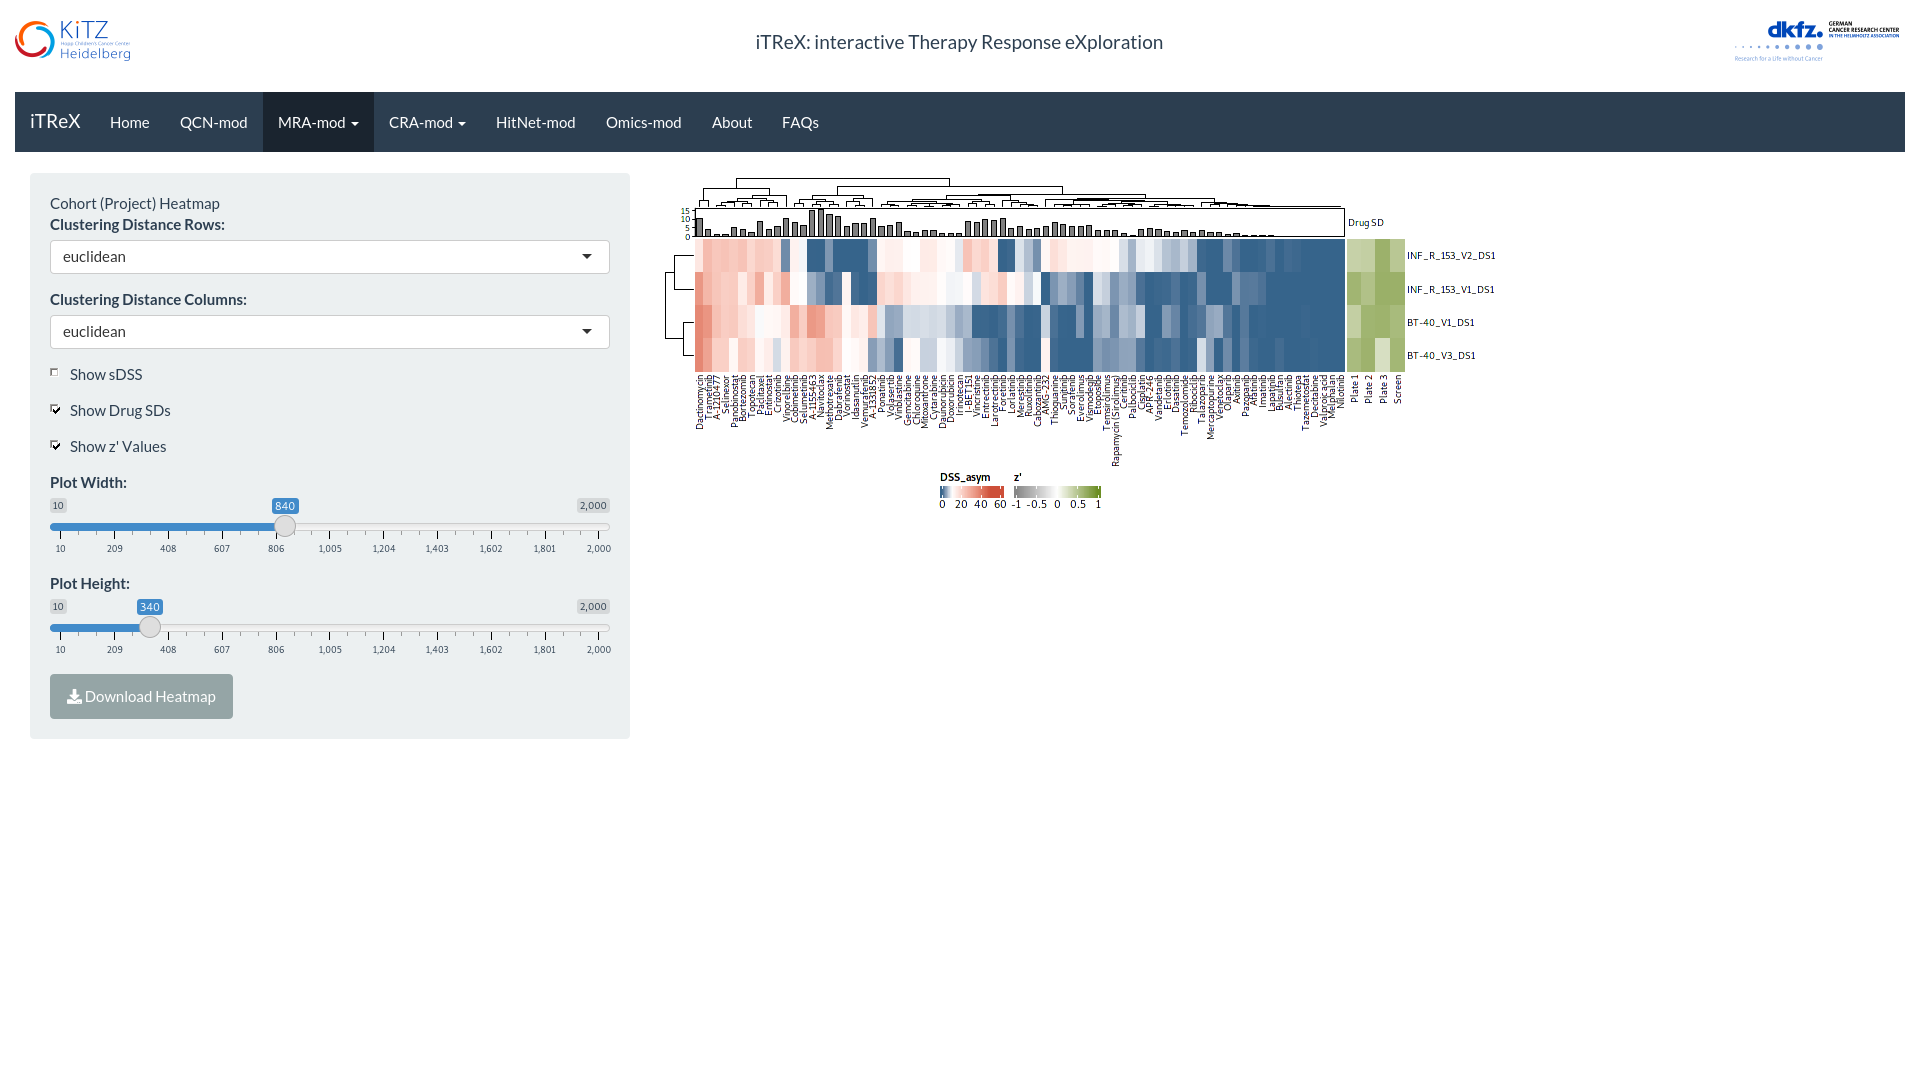 KiTZ
Hopp Children's Cancer Center
Heidelberg
iTReX: interactive Therapy Response eXploration
dkfz.
GERMAN
CANCER RESEARCH CENTER
IN THE HELMHOLTZ ASSOCIATION
Research for a Life without Cancer
iTReX Home QCN-mod MRA-mod CRA-mod HitNet-mod Omics-mod About FAQs
Cohort (Project) Heatmap
Clustering Distance Rows:
euclidean
Clustering Distance Columns:
euclidean
Show sDSS
Show Drug SDs
Show z' Values
Plot Width:
10 840 2,000
10 209 408 607 806 1,005 1,204 1,403 1,602 1,801 2,000
Plot Height:
10 340 2,000
10 209 408 607 806 1,005 1,204 1,403 1,602 1,801 2,000
Download Heatmap
15
10
5
0
Drug SD
INF_R_153_V2_DS1
INF_R_153_V1_DS1
BT-40_V1_DS1
BT-40_V3_DS1
Dactinomycin
Trametinib
A-1210477
Selinexor
Panobinostat
Bortezomib
Topotecan
Paclitaxel
Entinostat
Crizotinib
Vinorelbine
Cobimetinib
Selumetinib
A-1155463
Navitoclax
Methotrexate
Dabrafenib
Vorinostat
Idasanutlin
Vemurafenib
A-1331852
Ponatinib
Volasertib
Vinblastine
Gemcitabine
Chloroquine
Mitoxantrone
Cytarabine
Daunorubicin
Doxorubicin
Irinotecan
I-BET151
Vincristine
Entrectinib
Larotrectinib
Foretinib
Lorlatinib
Merestinib
Ruxolitinib
Cabozantinib
AMG-232
Thioguanine
Sunitinib
Sorafenib
Everolimus
Vismodegib
Etoposide
Temsirolimus
Rapamycin (Sirolimus)
Ceritinib
Palbociclib
Cisplatin
APR-246
Vandetanib
Erlotinib
Dasatinib
Temozolomide
Ribociclib
Talazoparib
Mercaptopurine
Venetoclax
Olaparib
Axitinib
Pazopanib
Afatinib
Imatinib
Lapatinib
Busulfan
Alectinib
Thiotepa
Tazemetostat
Decitabine
Valproic acid
Melphalan
Nilotinib
Plate 1
Plate 2
Plate 3
Screen
DSS_asym z'
0 20 40 60 -1 -0.5 0 0.5 1